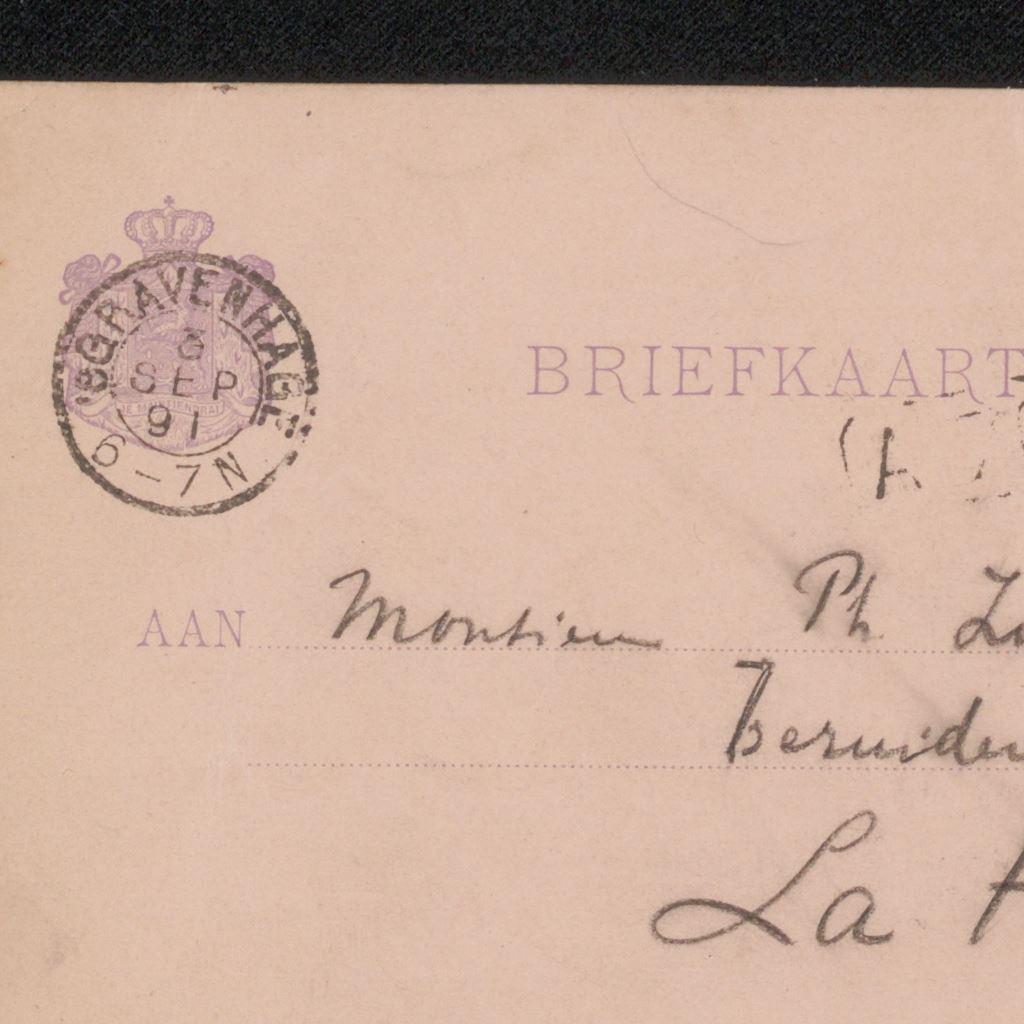 'SGRAVENHAGE
3
SEP
91
6-7N
BRIEFKAART
AAN Monsieur Ph
La